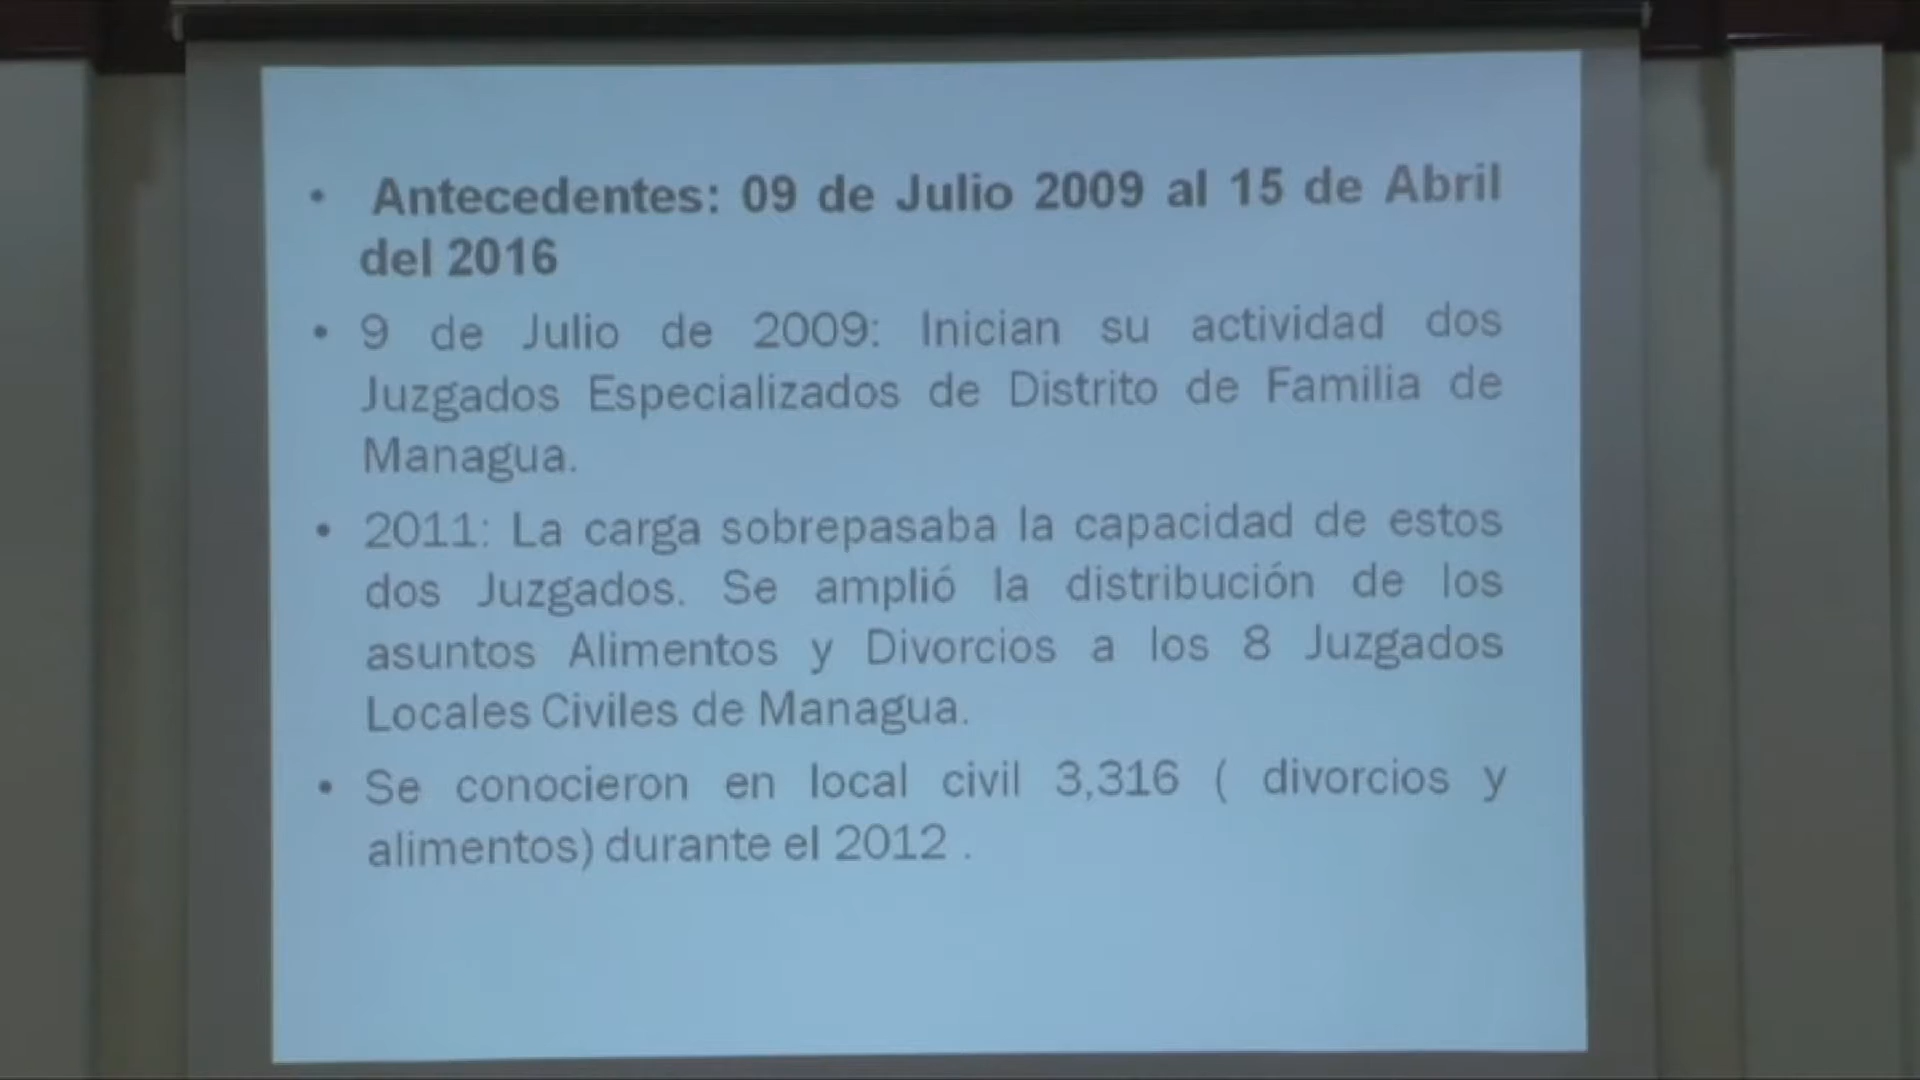 • Antecedentes: 09 de Julio 2009 al 15 de Abril
del 2016
• 9 de Julio de 2009: Inician su actividad dos
Juzgados Especializados de Distrito de Familia de
Managua.
• 2011: La carga sobrepasaba la capacidad de estos
dos Juzgados. Se amplió la distribución de los
asuntos Alimentos y Divorcios a los 8 Juzgados
Locales Civiles de Managua.
• Se conocieron en local civil 3,316 ( divorcios y
alimentos) durante el 2012 .